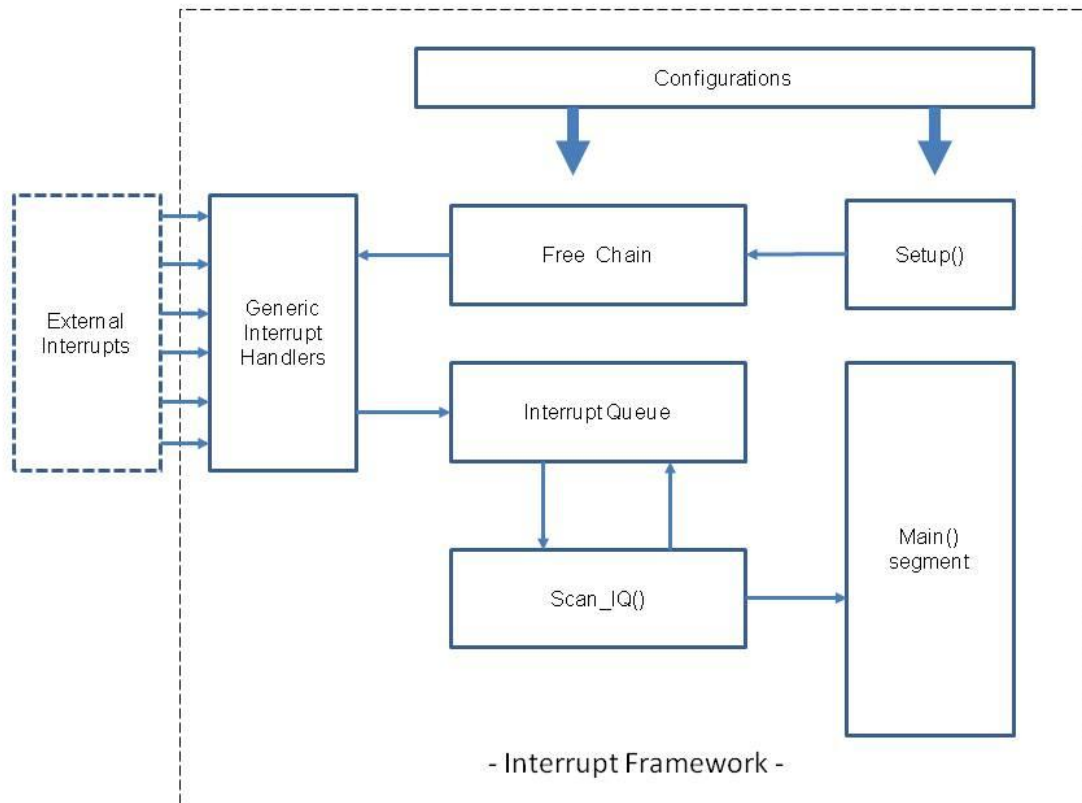 Configurations
External
Interrupts
Generic
Interrupt
Handlers
Free Chain
Setup()
Interrupt Queue
Scan_IQ()
Main()
segment
- Interrupt Framework -